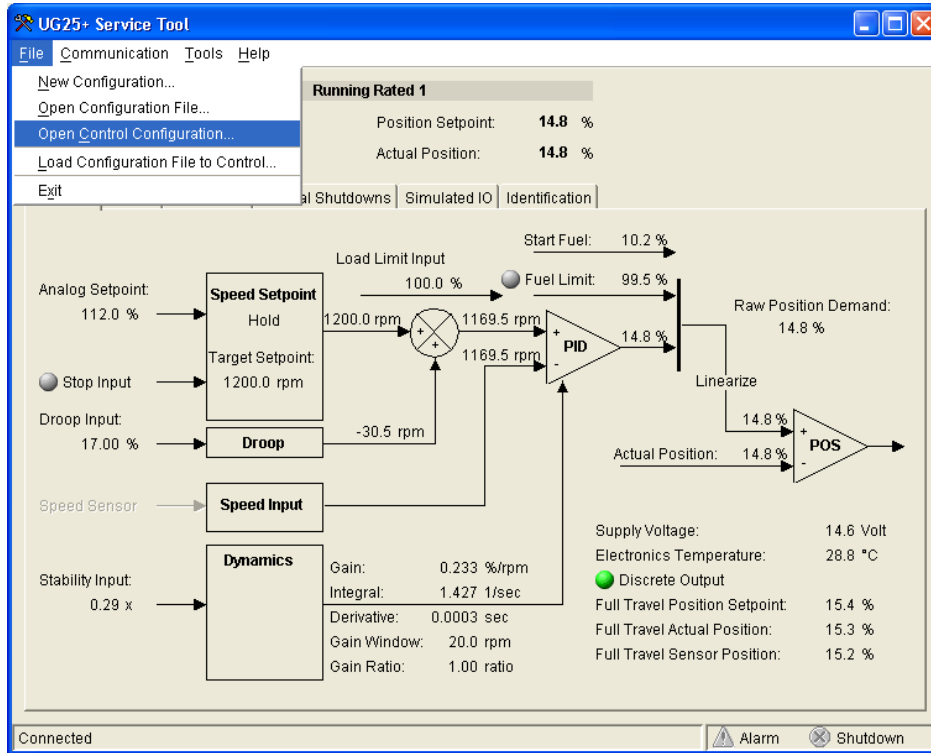 UG25+ Service Tool
File Communication Tools Help
New Configuration...
Open Configuration File...
Open Control Configuration...
Load Configuration File to Control...
Exit
Running Rated 1
Position Setpoint: 14.8 %
Actual Position: 14.8 %
Shutdowns Simulated IO Identification
Start Fuel: 10.2 %
Load Limit Input
100.0 %
Fuel Limit: 99.5 %
Analog Setpoint:
112.0 %
Speed Setpoint
Hold
Target Setpoint:
1200.0 rpm
1200.0 rpm
1169.5 rpm
1169.5 rpm
+
+
+
-
PID
14.8 %
Raw Position Demand:
14.8 %
Stop Input
Linearize
Droop Input:
17.00 %
Droop
-30.5 rpm
14.8 %
Actual Position: 14.8 %
+
-
POS
Speed Sensor
Speed Input
Stability Input:
0.29 x
Dynamics
Gain: 0.233 %/rpm
Integral: 1.427 1/sec
Derivative: 0.0003 sec
Gain Window: 20.0 rpm
Gain Ratio: 1.00 ratio
Supply Voltage: 14.6 Volt
Electronics Temperature: 28.8 °C
Discrete Output
Full Travel Position Setpoint: 15.4 %
Full Travel Actual Position: 15.3 %
Full Travel Sensor Position: 15.2 %
Connected
Alarm Shutdown